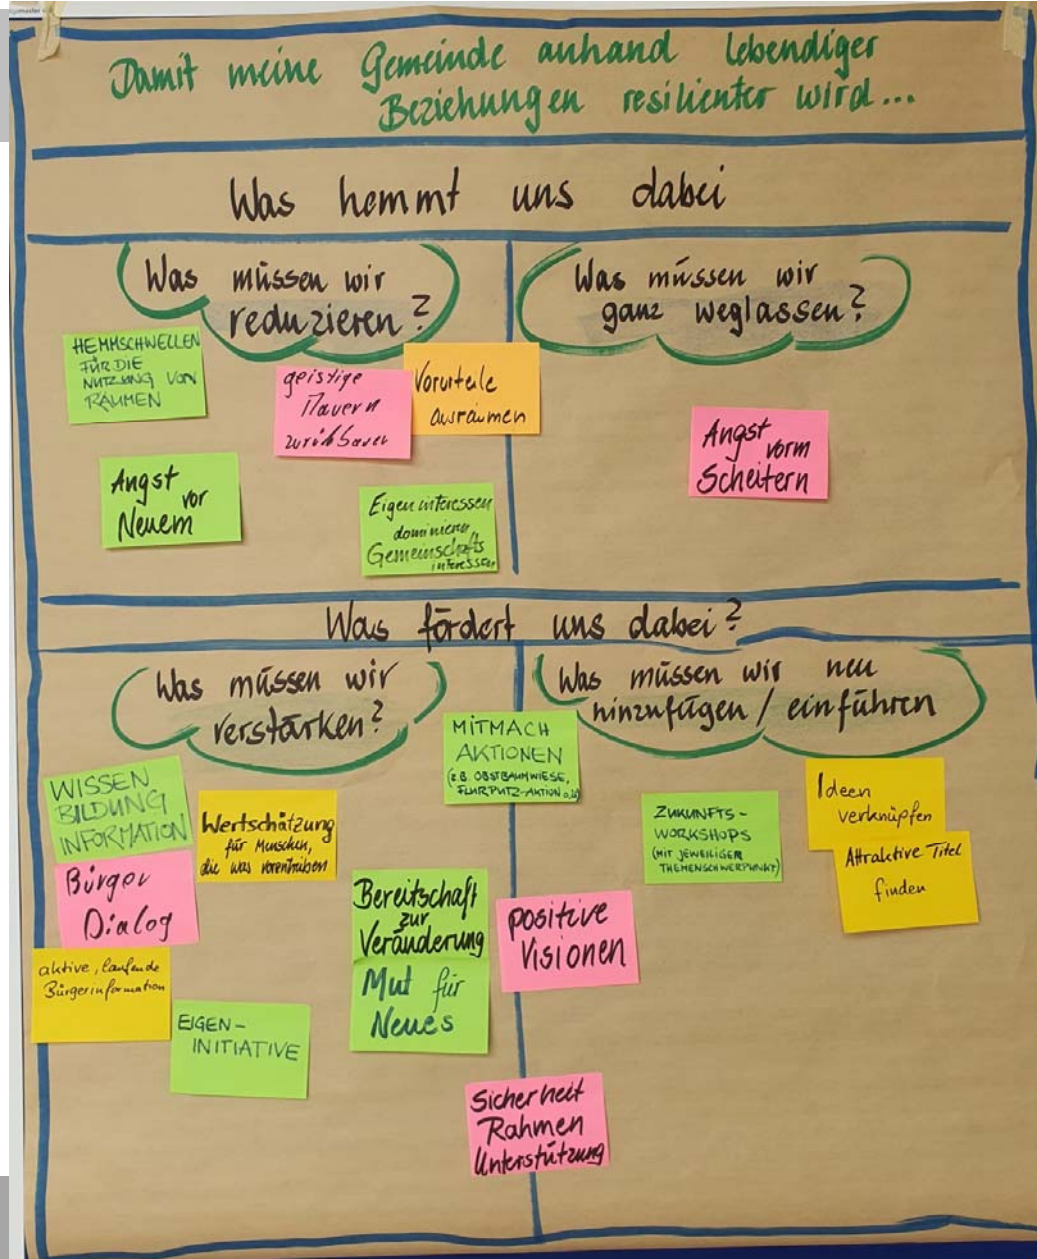 Damit meine Gemeinde anhand lebendiger
Beziehungen resilienter wird...
Was hemmt uns dabei
Was müssen wir
reduzieren?
Was müssen wir
ganz weglassen?
HEMMSCHWELLEN
FÜR DIE
NUTZUNG VON
RÄUMEN
geistige
Mauern
zurückbauen
Vorurteile
ausräumen
Angst
vor
Neuem
Eigeninteressen
dominieren
Gemeinschafts
interessen
Angst
vorm
Scheitern
Was fördert uns dabei?
Was müssen wir
verstärken?
Was müssen wir neu
hinzufügen / einführen
MITMACH
AKTIONEN
(z.B. OBSTBAUMWIESE,
FLURPUTZ-AKTION o.ä)
WISSEN
BILDUNG
INFORMATION
Wertschätzung
für Menschen,
die was vorantreiben
Bürger
Dialog
aktive, laufende
Bürgerinformation
EIGEN-
INITIATIVE
Bereitschaft
zur
Veränderung
Mut für
Neues
positive
Visionen
Sicherheit
Rahmen
Unterstützung
ZUKUNFTS-
WORKSHOPS
(MIT JEWEILIGER
THEMENSCHWERPUNKT)
Ideen
verknüpfen
Attraktive Titel
finden